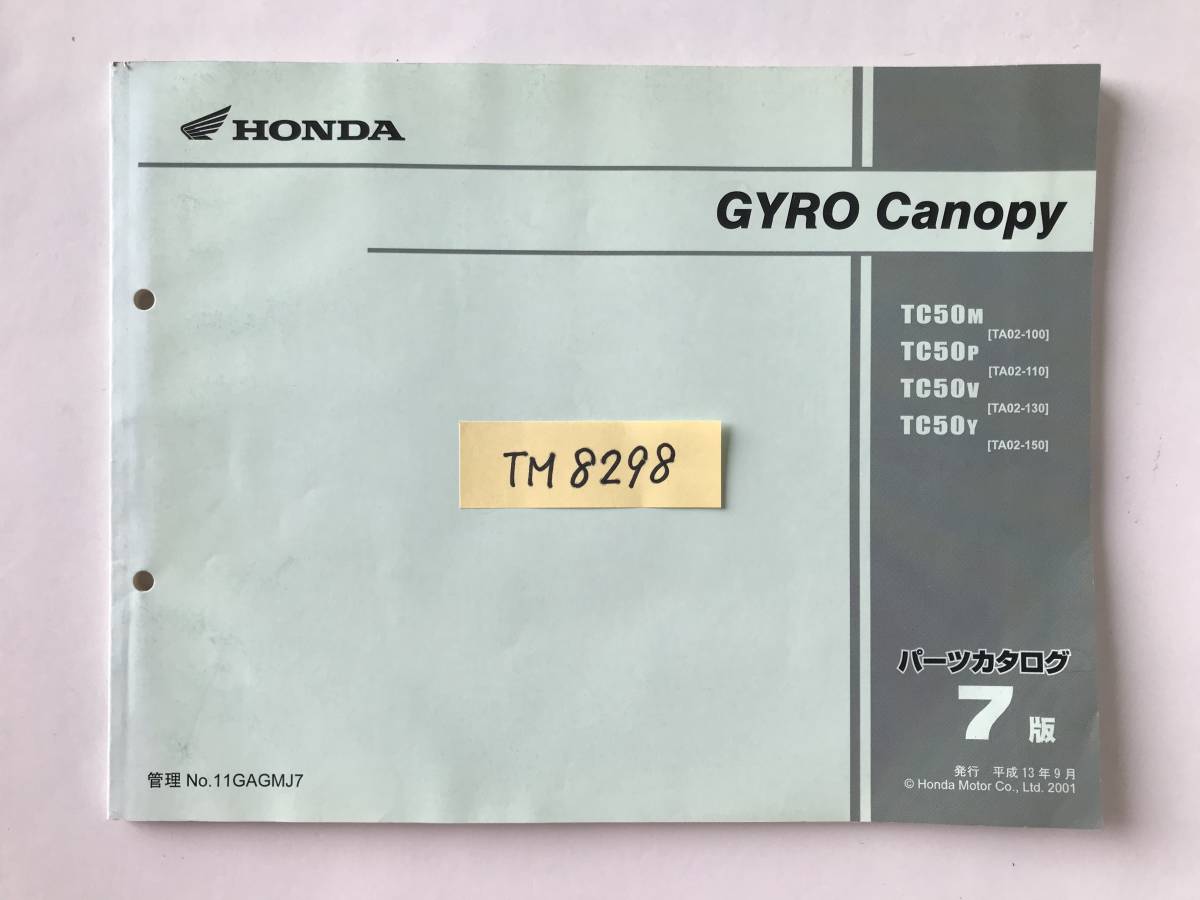 HONDA
GYRO Canopy
TC50M
[TA02-100]
TC50P
[TA02-110]
TC50V
[TA02-130]
TC50Y
[TA02-150]
TM 8298
パーツカタログ
7版
管理 No.11GAGMJ7
発行 平成 13 年 9 月
© Honda Motor Co., Ltd. 2001